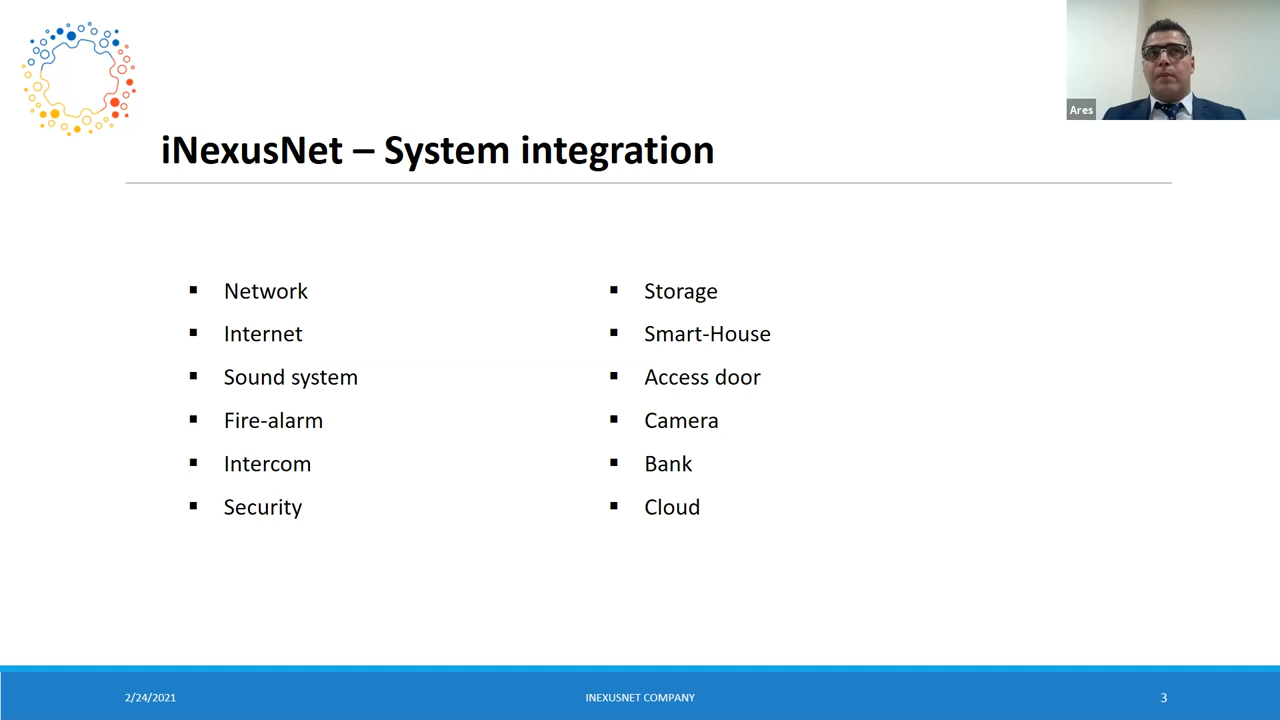 Ares
iNexusNet – System integration
Network
Internet
Sound system
Fire-alarm
Intercom
Security
Storage
Smart-House
Access door
Camera
Bank
Cloud
2/24/2021
INEXUSNET COMPANY
3